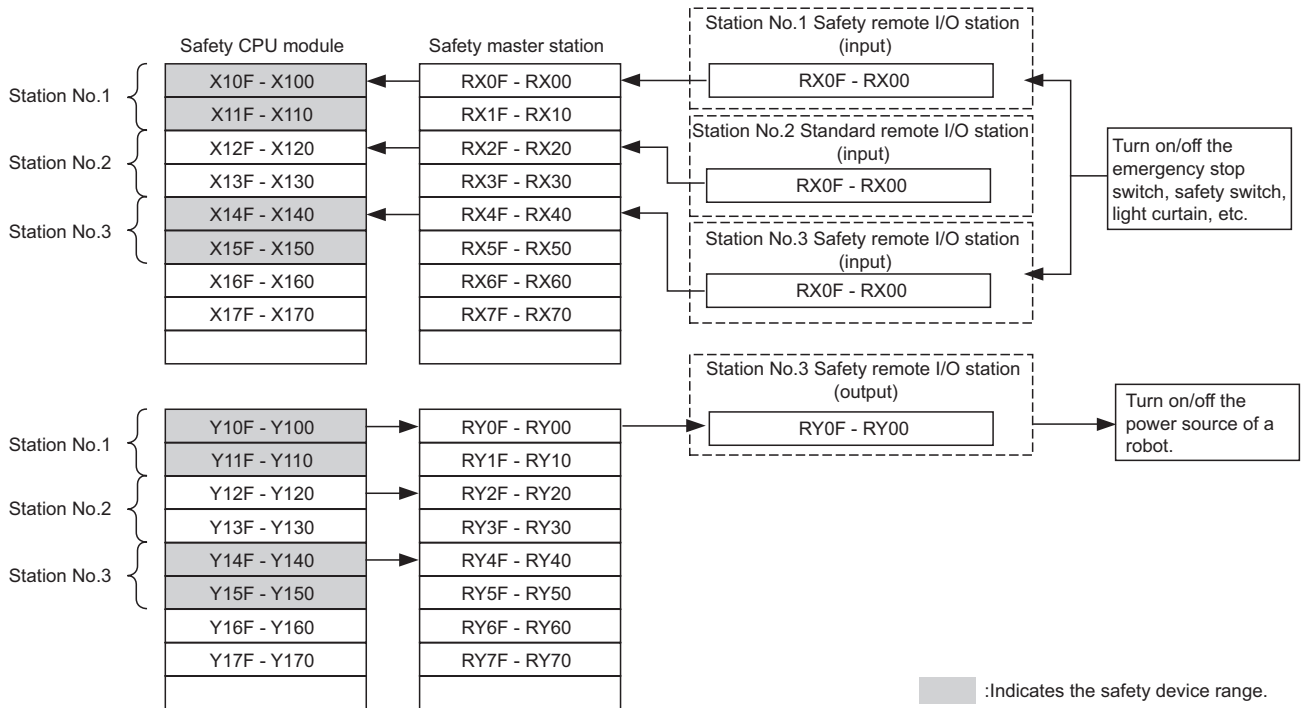 Safety CPU module
Safety master station
Station No.1 Safety remote I/O station
(input)
Station No.1
X10F - X100
RX0F - RX00
RX0F - RX00
X11F - X110
RX1F - RX10
Station No.2 Standard remote I/O station
(input)
Station No.2
X12F - X120
RX2F - RX20
X13F - X130
RX3F - RX30
RX0F - RX00
Turn on/off the
emergency stop
switch, safety switch,
light curtain, etc.
Station No.3
X14F - X140
RX4F - RX40
X15F - X150
RX5F - RX50
Station No.3 Safety remote I/O station
(input)
X16F - X160
RX6F - RX60
RX0F - RX00
X17F - X170
RX7F - RX70
Station No.3 Safety remote I/O station
(output)
Station No.1
Y10F - Y100
RY0F - RY00
RY0F - RY00
Turn on/off the
power source of a
robot.
Y11F - Y110
RY1F - RY10
Station No.2
Y12F - Y120
RY2F - RY20
Y13F - Y130
RY3F - RY30
Station No.3
Y14F - Y140
RY4F - RY40
Y15F - Y150
RY5F - RY50
Y16F - Y160
RY6F - RY60
Y17F - Y170
RY7F - RY70
:Indicates the safety device range.